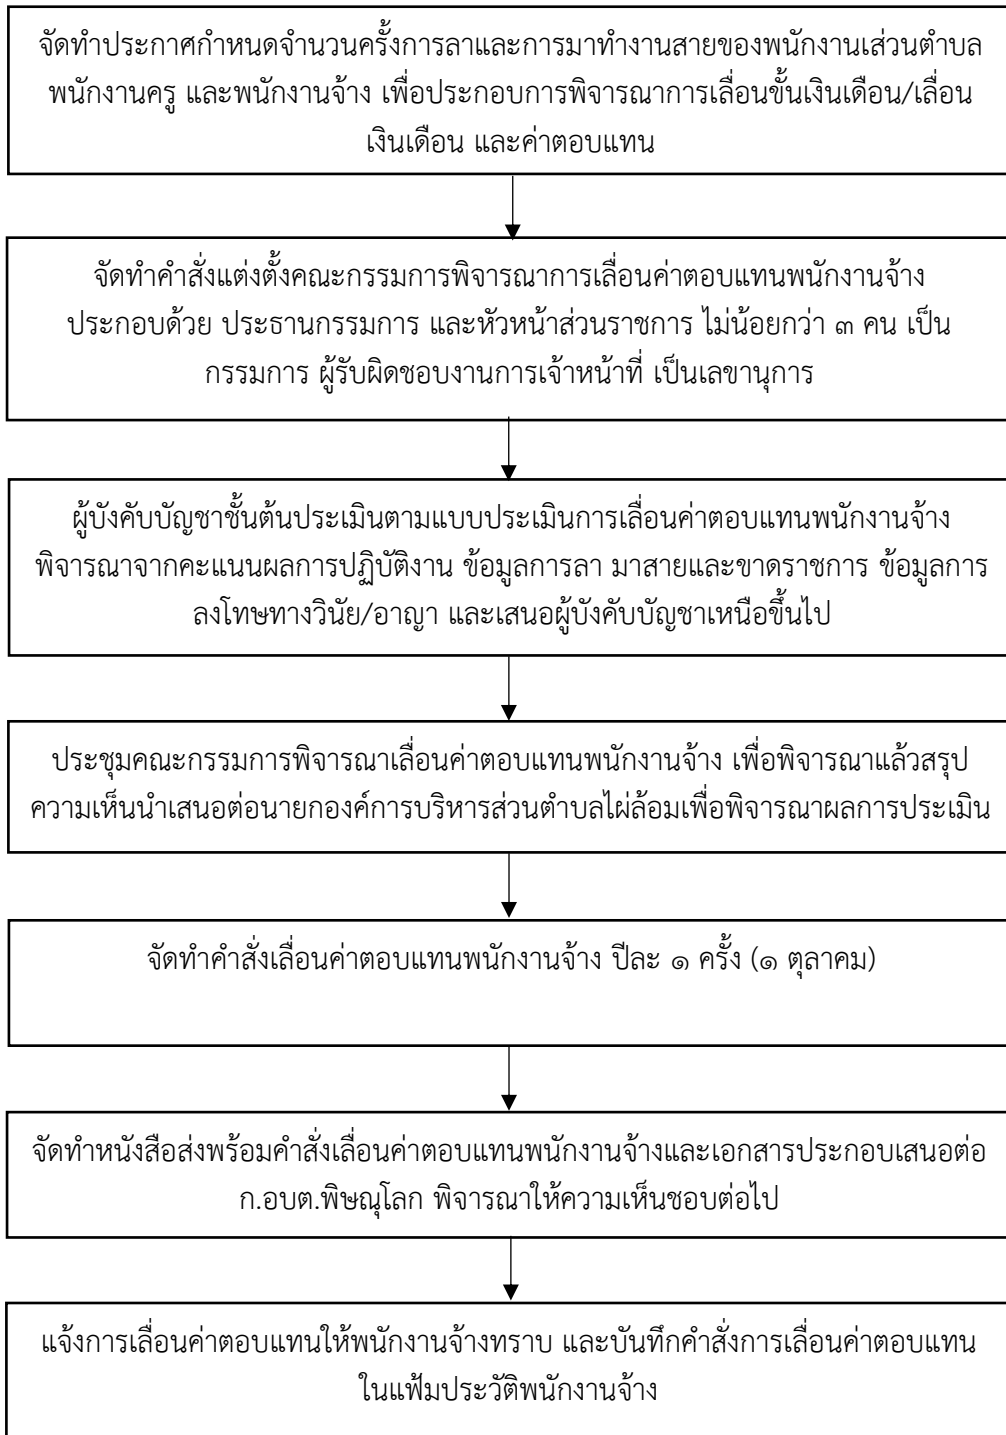 จัดทำประกาศกำหนดจำนวนครั้งการลาและการมาทำงานสายของพนักงานเส่วนตำบล
พนักงานครู และพนักงานจ้าง เพื่อประกอบการพิจารณาการเลื่อนขั้นเงินเดือน/เลื่อน
เงินเดือน และค่าตอบแทน
จัดทำคำสั่งแต่งตั้งคณะกรรมการพิจารณาการเลื่อนค่าตอบแทนพนักงานจ้าง
ประกอบด้วย ประธานกรรมการ และหัวหน้าส่วนราชการ ไม่น้อยกว่า ๓ คน เป็น
กรรมการ ผู้รับผิดชอบงานการเจ้าหน้าที่ เป็นเลขานุการ
ผู้บังคับบัญชาชั้นต้นประเมินตามแบบประเมินการเลื่อนค่าตอบแทนพนักงานจ้าง
พิจารณาจากคะแนนผลการปฏิบัติงาน ข้อมูลการลา มาสายและขาดราชการ ข้อมูลการ
ลงโทษทางวินัย/อาญา และเสนอผู้บังคับบัญชาเหนือขึ้นไป
ประชุมคณะกรรมการพิจารณาเลื่อนค่าตอบแทนพนักงานจ้าง เพื่อพิจารณาแล้วสรุป
ความเห็นนำเสนอต่อนายกองค์การบริหารส่วนตำบลไผ่ล้อมเพื่อพิจารณาผลการประเมิน
จัดทำคำสั่งเลื่อนค่าตอบแทนพนักงานจ้าง ปีละ ๑ ครั้ง (๑ ตุลาคม)
จัดทำหนังสือส่งพร้อมคำสั่งเลื่อนค่าตอบแทนพนักงานจ้างและเอกสารประกอบเสนอต่อ
ก.อบต.พิษณุโลก พิจารณาให้ความเห็นชอบต่อไป
แจ้งการเลื่อนค่าตอบแทนให้พนักงานจ้างทราบ และบันทึกคำสั่งการเลื่อนค่าตอบแทน
ในแฟ้มประวัติพนักงานจ้าง